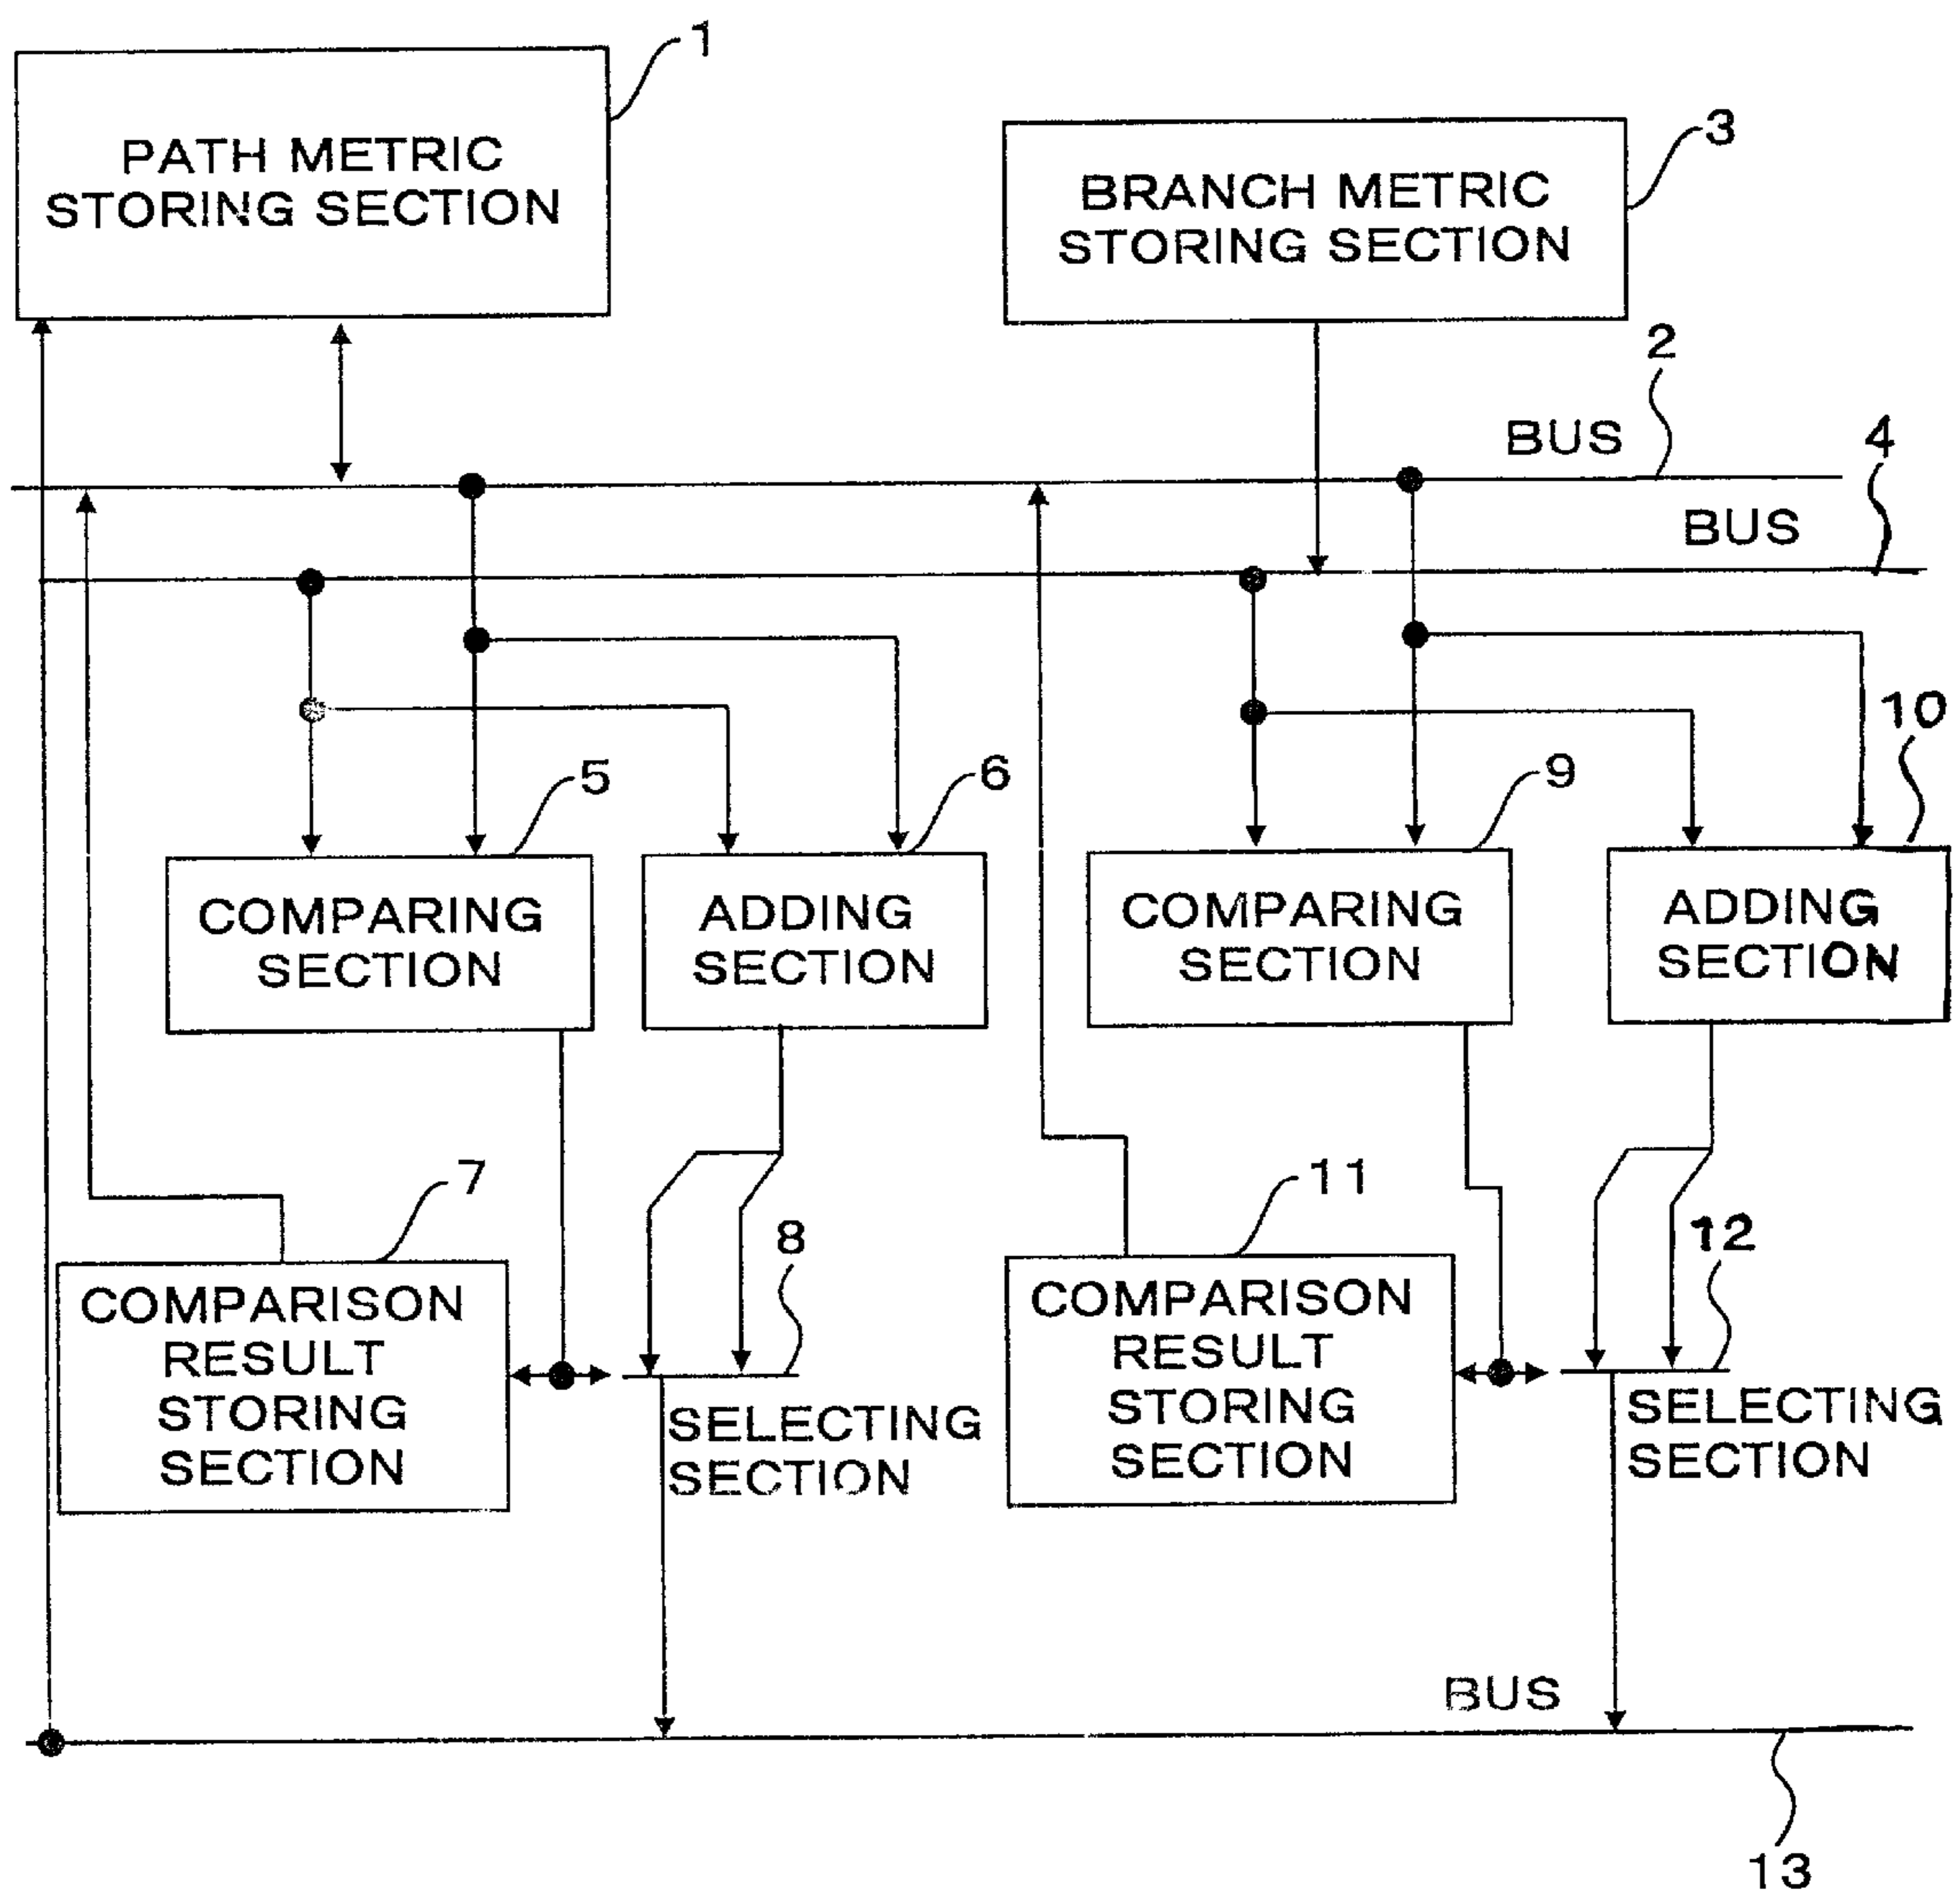 1
PATH METRIC
STORING SECTION
3
BRANCH METRIC
STORING SECTION
2
BUS
4
BUS
10
5
6
9
COMPARING
SECTION
ADDING
SECTION
COMPARING
SECTION
ADDING
SECTION
7
8
11
12
COMPARISON
RESULT
STORING
SECTION
SELECTING
SECTION
COMPARISON
RESULT
STORING
SECTION
SELECTING
SECTION
BUS
13